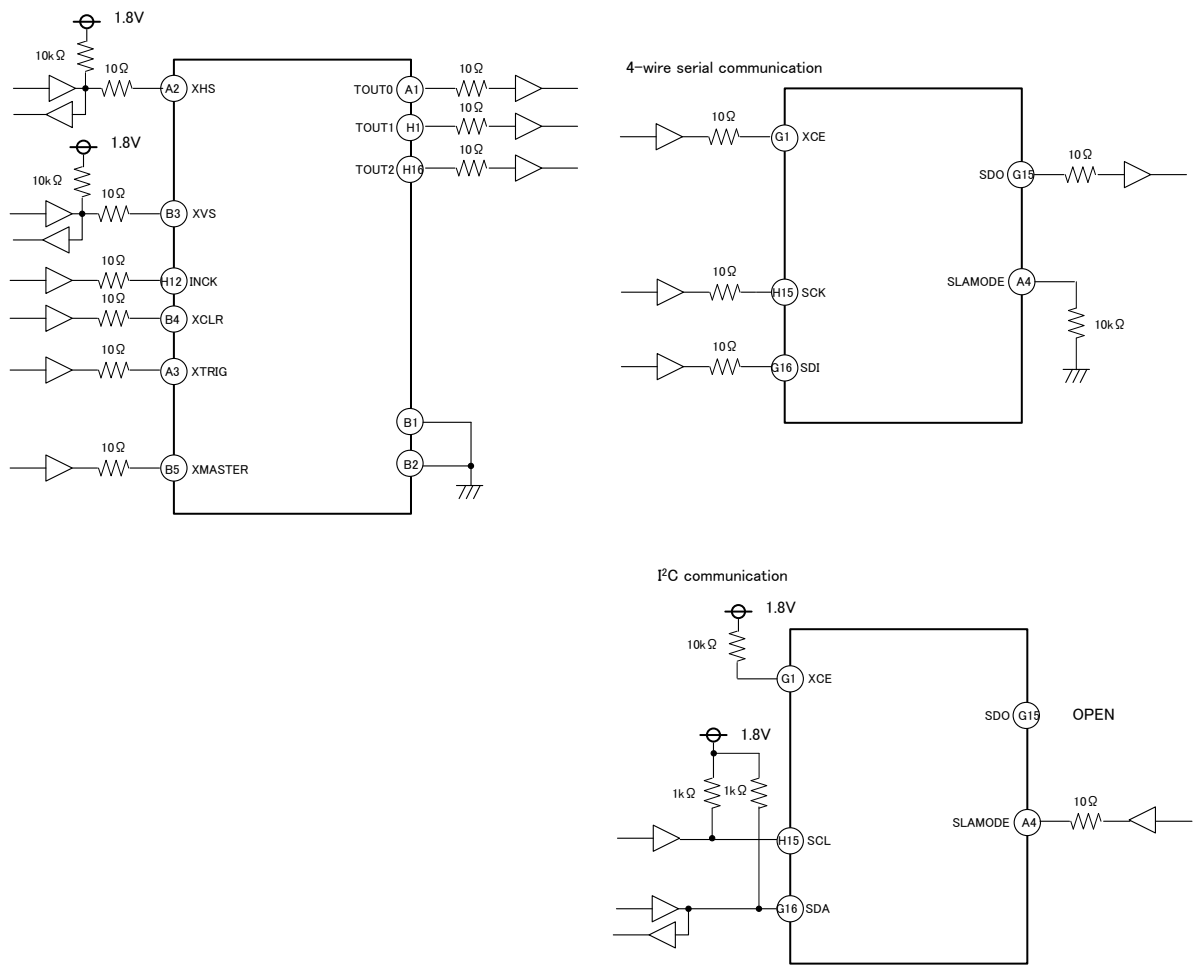 1.8V
10kΩ
10Ω
A2 XHS
1.8V
10kΩ
10Ω
B3 XVS
10Ω
H12 INCK
10Ω
B4 XCLR
10Ω
A3 XTRIG
10Ω
B5 XMASTER
TOUT0 A1
10Ω
TOUT1 H1
10Ω
TOUT2 H16
10Ω
B1
B2
4-wire serial communication
10Ω
G1 XCE
10Ω
H15 SCK
10Ω
G16 SDI
SDO G15
10Ω
SLAMODE A4
10kΩ
I²C communication
1.8V
10kΩ
G1 XCE
1.8V
1kΩ 1kΩ
H15 SCL
G16 SDA
SDO G15 OPEN
SLAMODE A4
10Ω